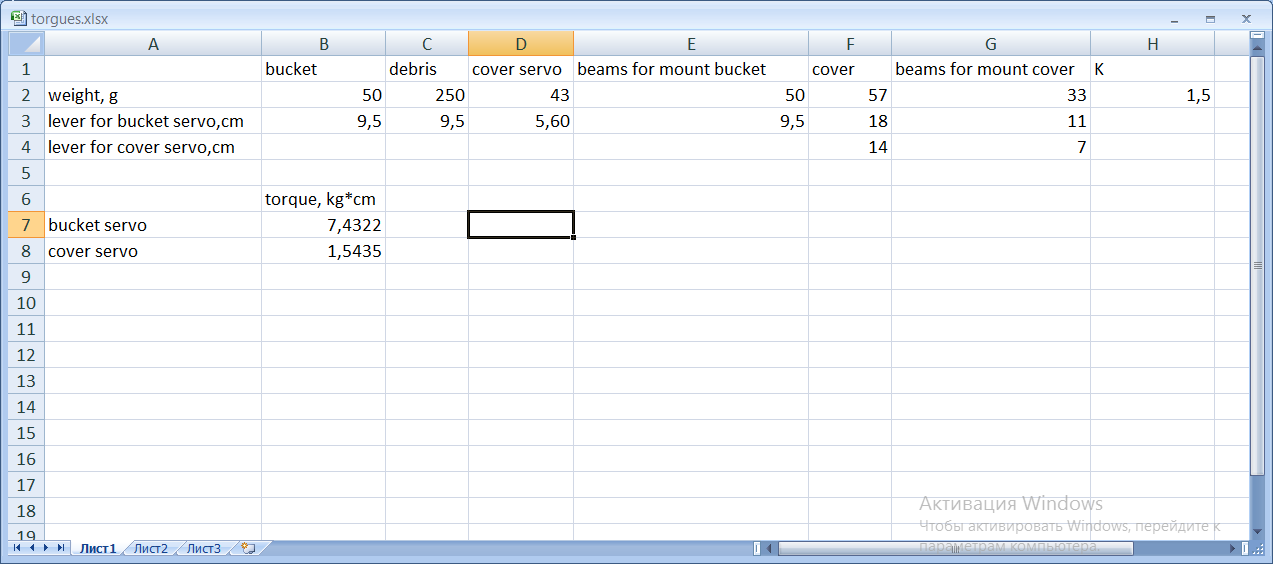 torgues.xlsx
A B C D E F G H
1 bucket debris cover servo beams for mount bucket cover beams for mount cover K
2 weight, g 50 250 43 50 57 33 1,5
3 lever for bucket servo,cm 9,5 9,5 5,60 9,5 18 11
4 lever for cover servo,cm 14 7
5
6 torque, kg*cm
7 bucket servo 7,4322
8 cover servo 1,5435
9
10
11
12
13
14
15
16
17
18
19
Активация Windows
Чтобы активировать Windows, перейдите к
параметрам компьютера.
Лист1 Лист2 Лист3